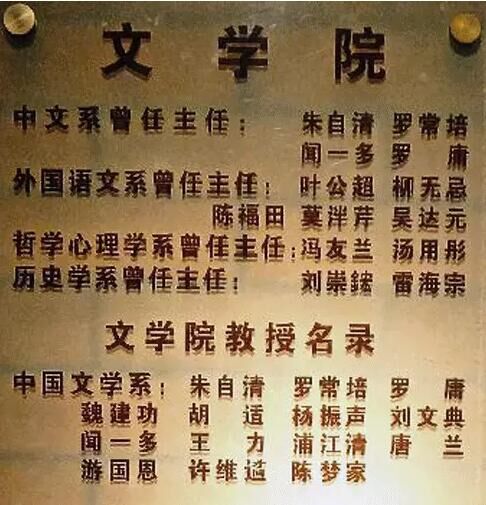 文学院
中文系曾任主任：朱自清 罗常培
闻一多 罗庸
外国语文系曾任主任：叶公超 柳无忌
陈福田 莫泮芹 吴达元
哲学心理学系曾任主任：冯友兰 汤用彤
历史学系曾任主任：刘崇鋐 雷海宗
文学院教授名录
中国文学系：朱自清 罗常培 罗庸
魏建功 胡适 杨振声 刘文典
闻一多 王力 浦江清 唐兰
游国恩 许维遹 陈梦家